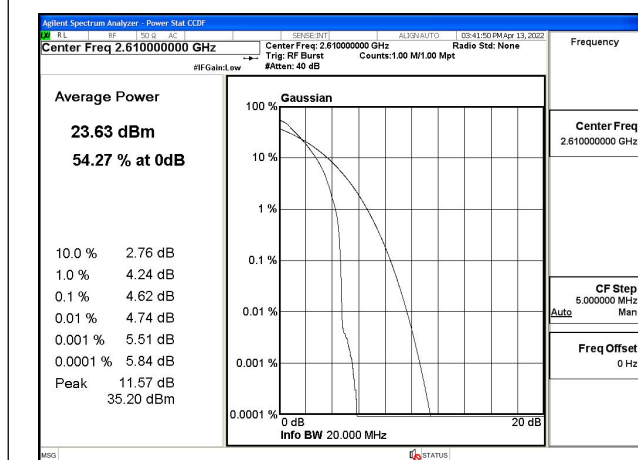 Agilent Spectrum Analyzer - Power Stat CCDF
RL RF 50 Ω AC SENSE:INT ALIGN AUTO 03:41:50 PM Apr 13, 2022
Center Freq 2.610000000 GHz
Center Freq: 2.610000000 GHz Radio Std: None
Trig: RF Burst Counts:1.00 M/1.00 Mpt
#IFGain:Low #Atten: 40 dB
Frequency
Average Power
23.63 dBm
54.27 % at 0dB
10.0 % 2.76 dB
1.0 % 4.24 dB
0.1 % 4.62 dB
0.01 % 4.74 dB
0.001 % 5.51 dB
0.0001 % 5.84 dB
Peak 11.57 dB
35.20 dBm
Gaussian
100 %
10 %
1 %
0.1 %
0.01 %
0.001 %
0.0001 %
0 dB 20 dB
Info BW 20.000 MHz
Center Freq
2.610000000 GHz
CF Step
5.000000 MHz
Auto Man
Freq Offset
0 Hz
MSG STATUS